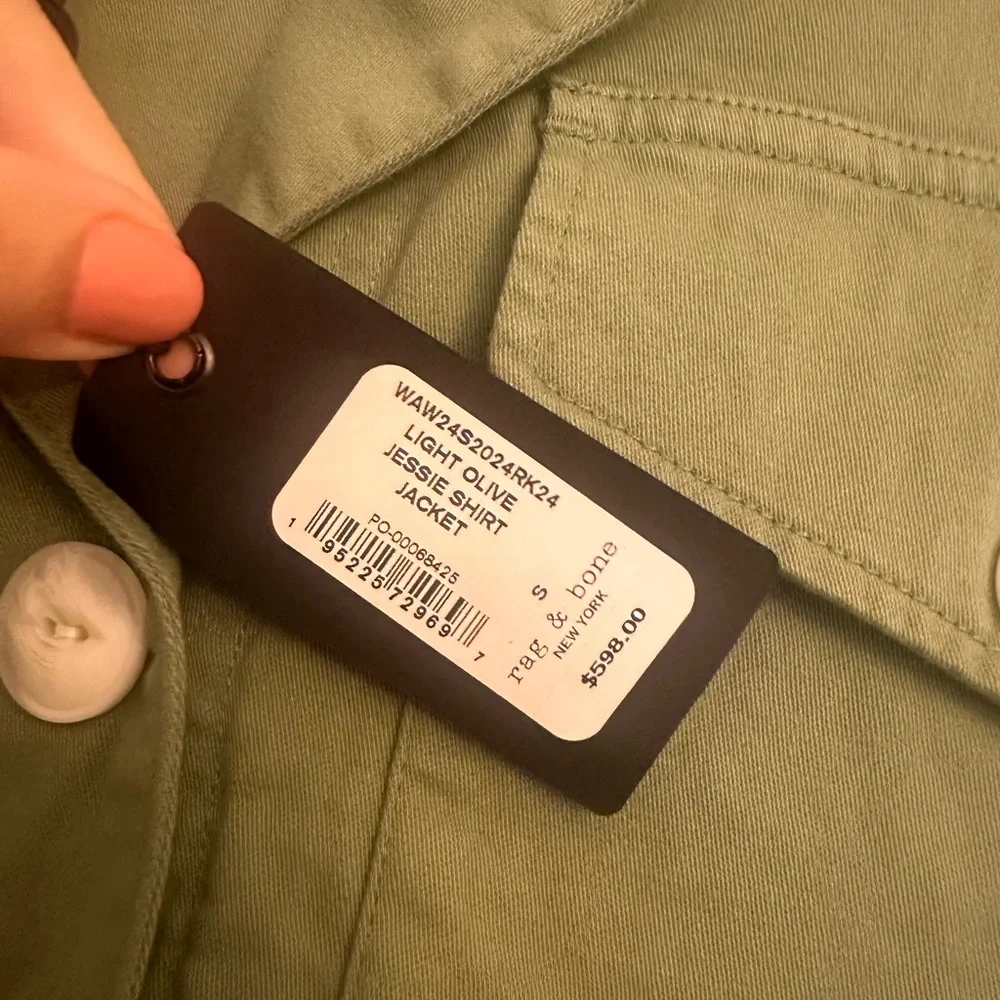 WAW24S2024RK24
LIGHT OLIVE
JESSIE SHIRT
JACKET
PO-00068425
1 95225 72969 7
S
rag & bone
NEW YORK
$598.00